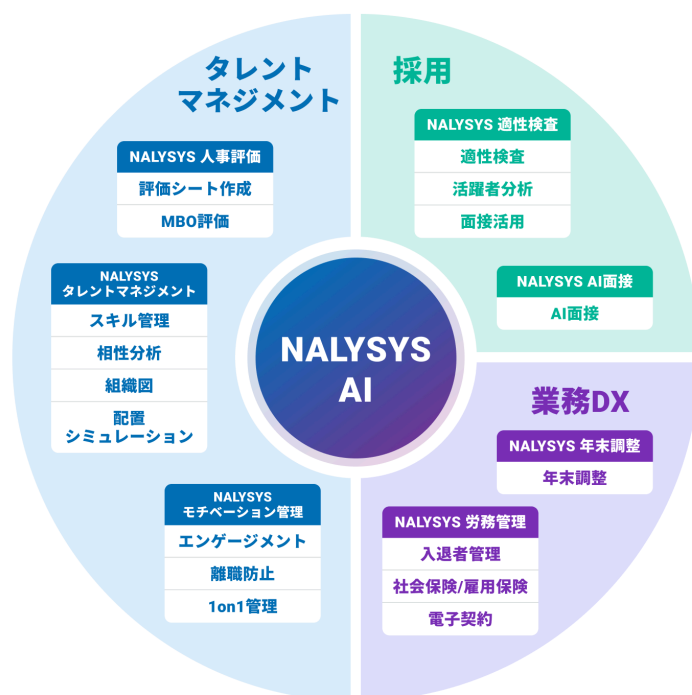 タレント
マネジメント
NALYSYS 人事評価
評価シート作成
MBO評価
NALYSYS
タレントマネジメント
スキル管理
相性分析
組織図
配置
シミュレーション
NALYSYS
モチベーション管理
エンゲージメント
離職防止
1on1管理
NALYSYS
AI
採用
NALYSYS 適性検査
適性検査
活躍者分析
面接活用
NALYSYS AI面接
AI面接
業務DX
NALYSYS 年末調整
年末調整
NALYSYS 労務管理
入退者管理
社会保険/雇用保険
電子契約